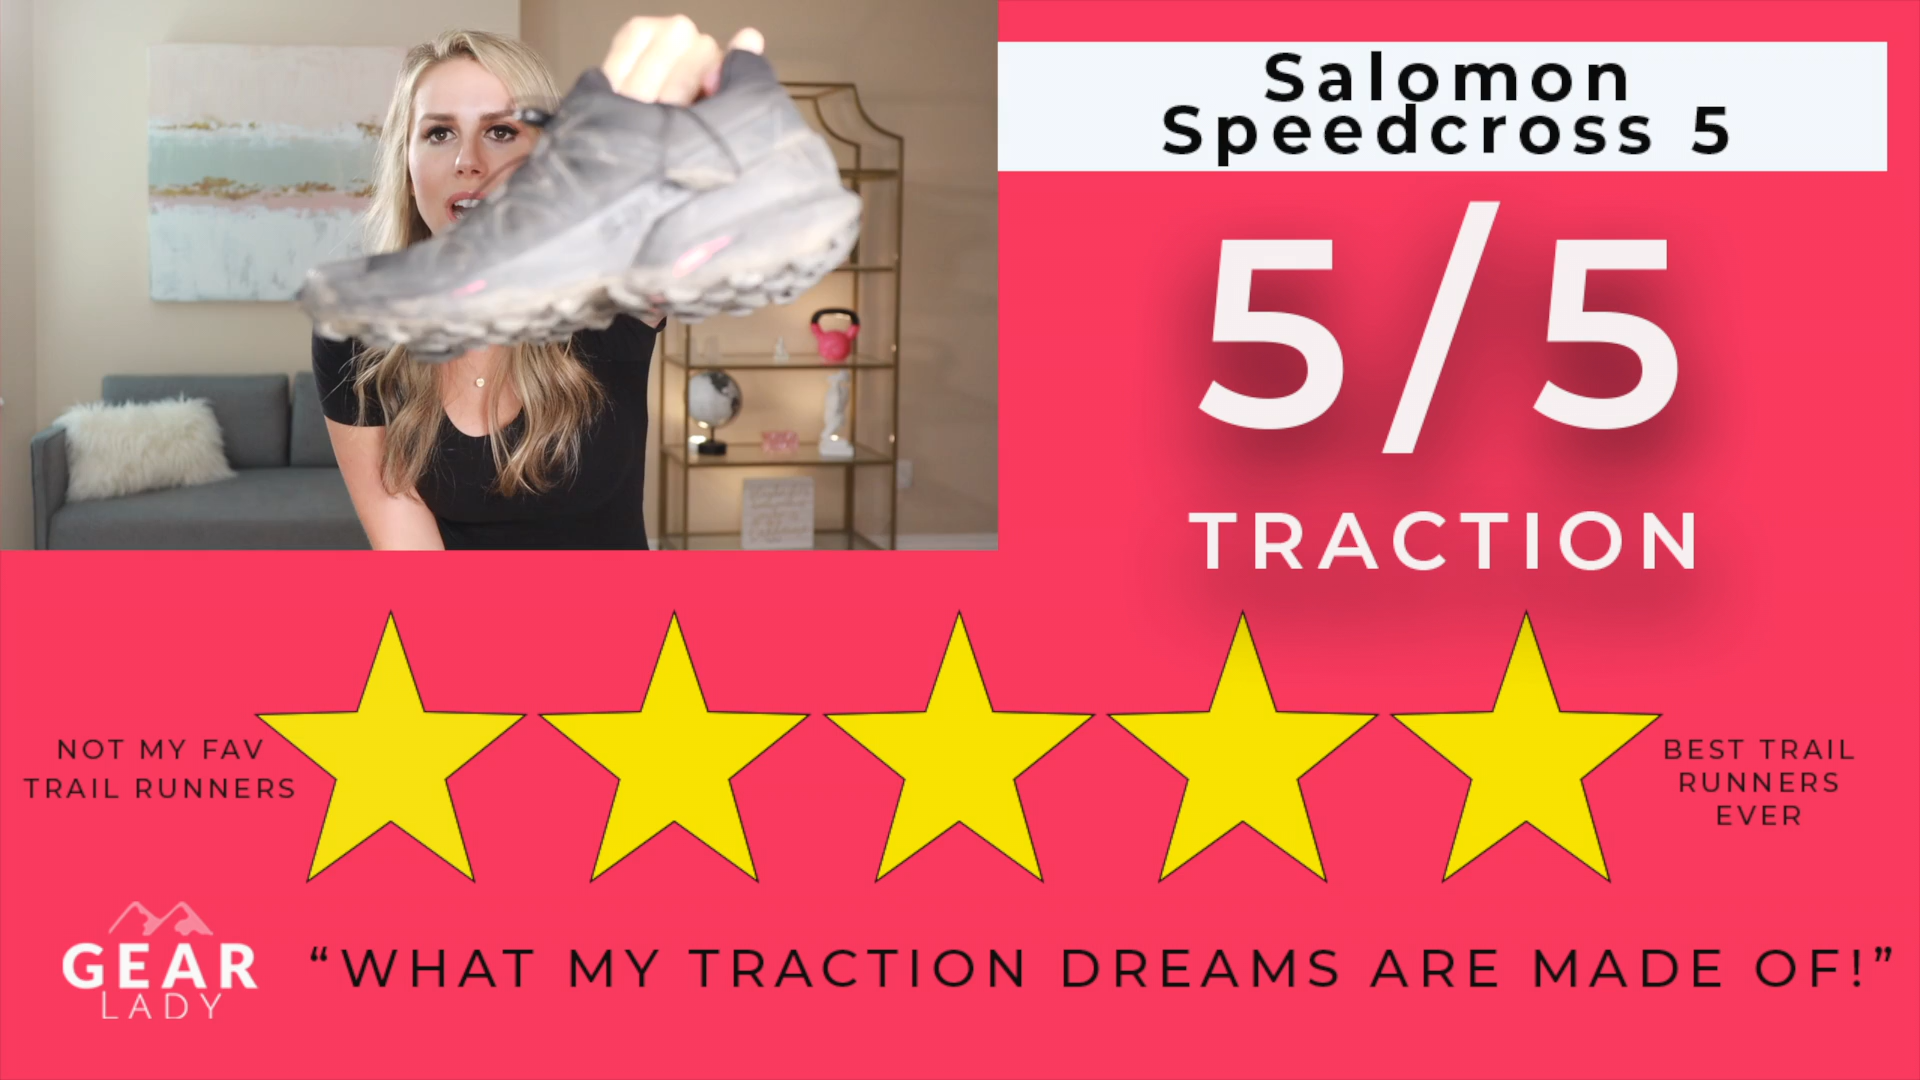 Salomon
Speedcross 5
5/5
TRACTION
NOT MY FAV
TRAIL RUNNERS
BEST TRAIL
RUNNERS
EVER
GEAR
LADY
“WHAT MY TRACTION DREAMS ARE MADE OF!”